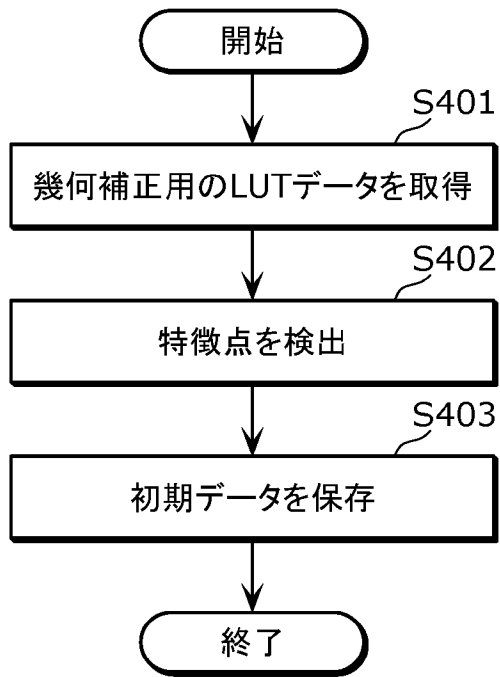 開始
S401
幾何補正用のLUTデータを取得
S402
特徴点を検出
S403
初期データを保存
終了